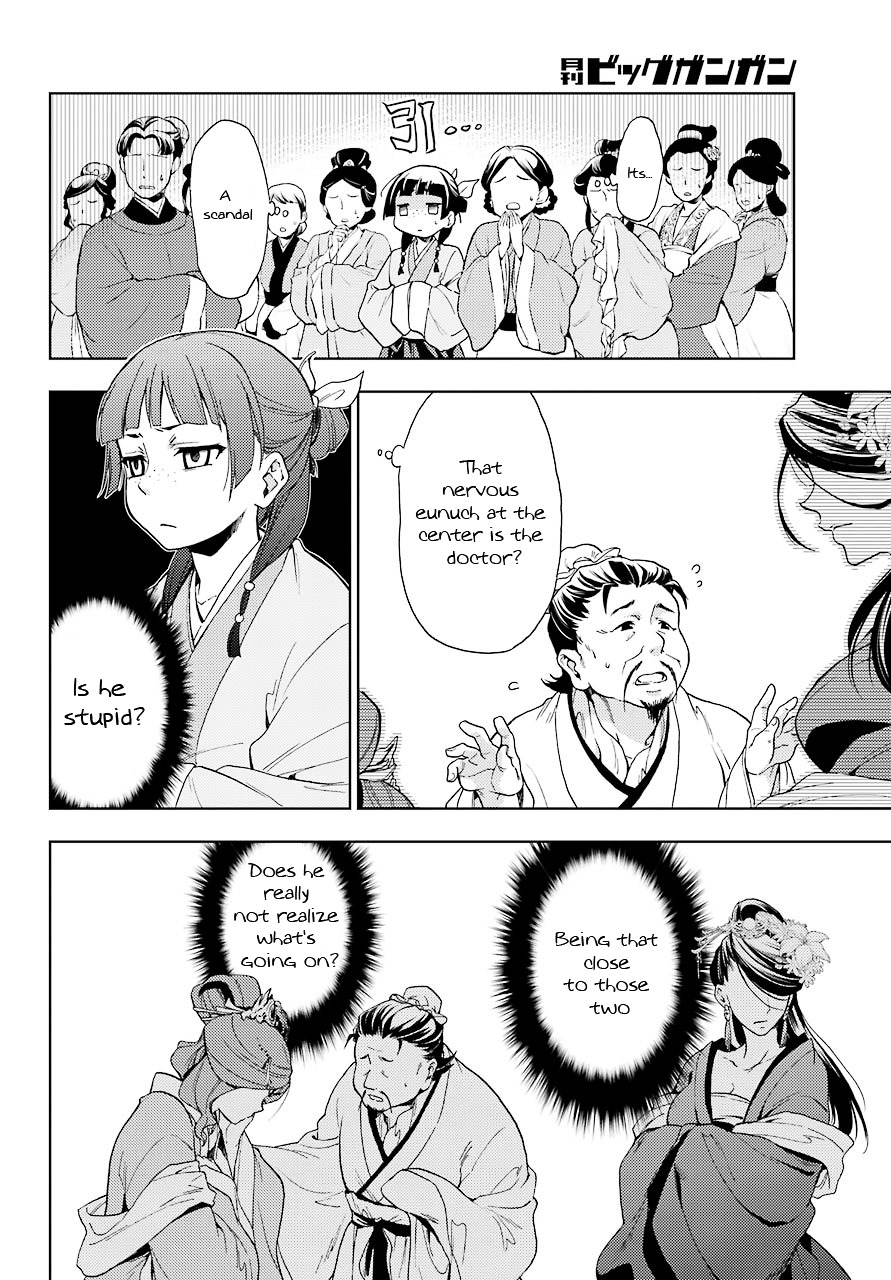 月刊ビッグガンガン
Its...
引...
A
scandal
That
nervous
eunuch at the
center is the
doctor?
Is he
stupid?
Being that
close
to those
two
Does he
really
not realize
what's
going on?